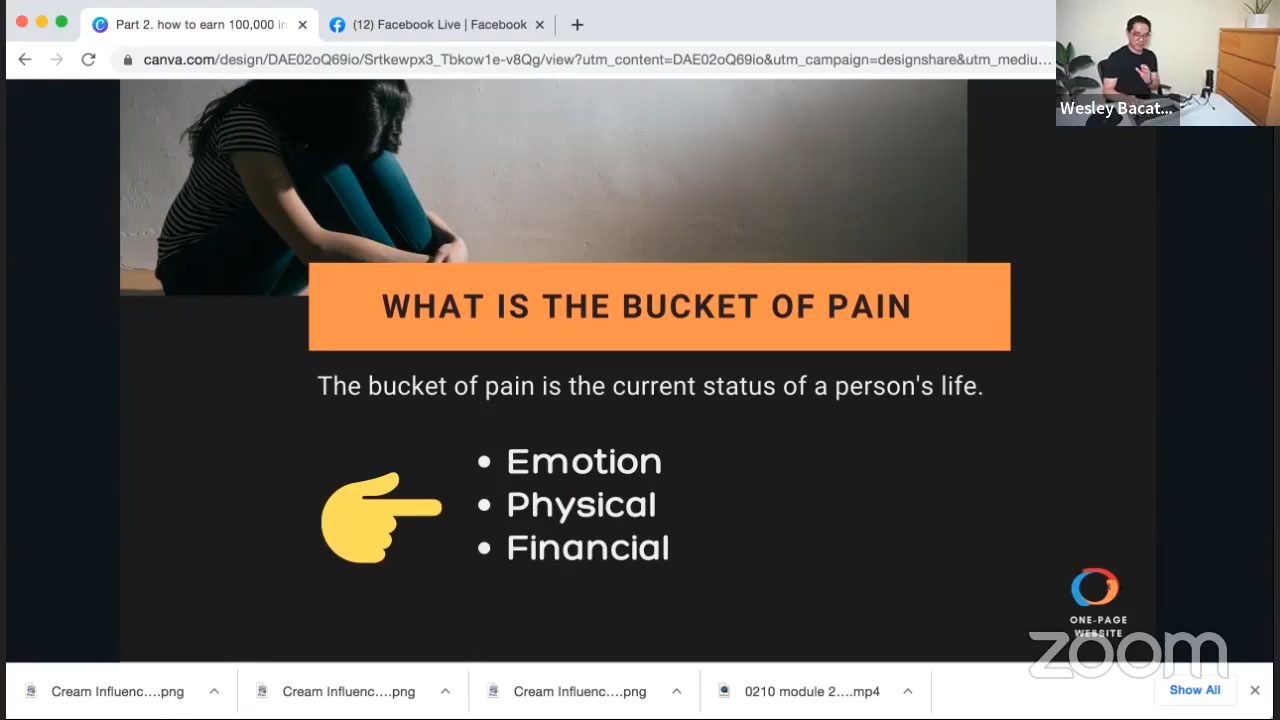 Part 2. how to earn 100,000 in
(12) Facebook Live | Facebook
canva.com/design/DAE02oQ69io/Srtkewpx3_Tbkow1e-v8Qg/view?utm_content=DAE02oQ69io&utm_campaign=designshare&utm_mediu...
Wesley Bacat...
WHAT IS THE BUCKET OF PAIN
The bucket of pain is the current status of a person's life.
• Emotion
• Physical
• Financial
ONE-PAGE
WEBSITE
zoom
Cream Influenc....png
Cream Influenc....png
Cream Influenc....png
0210 module 2....mp4
Show All